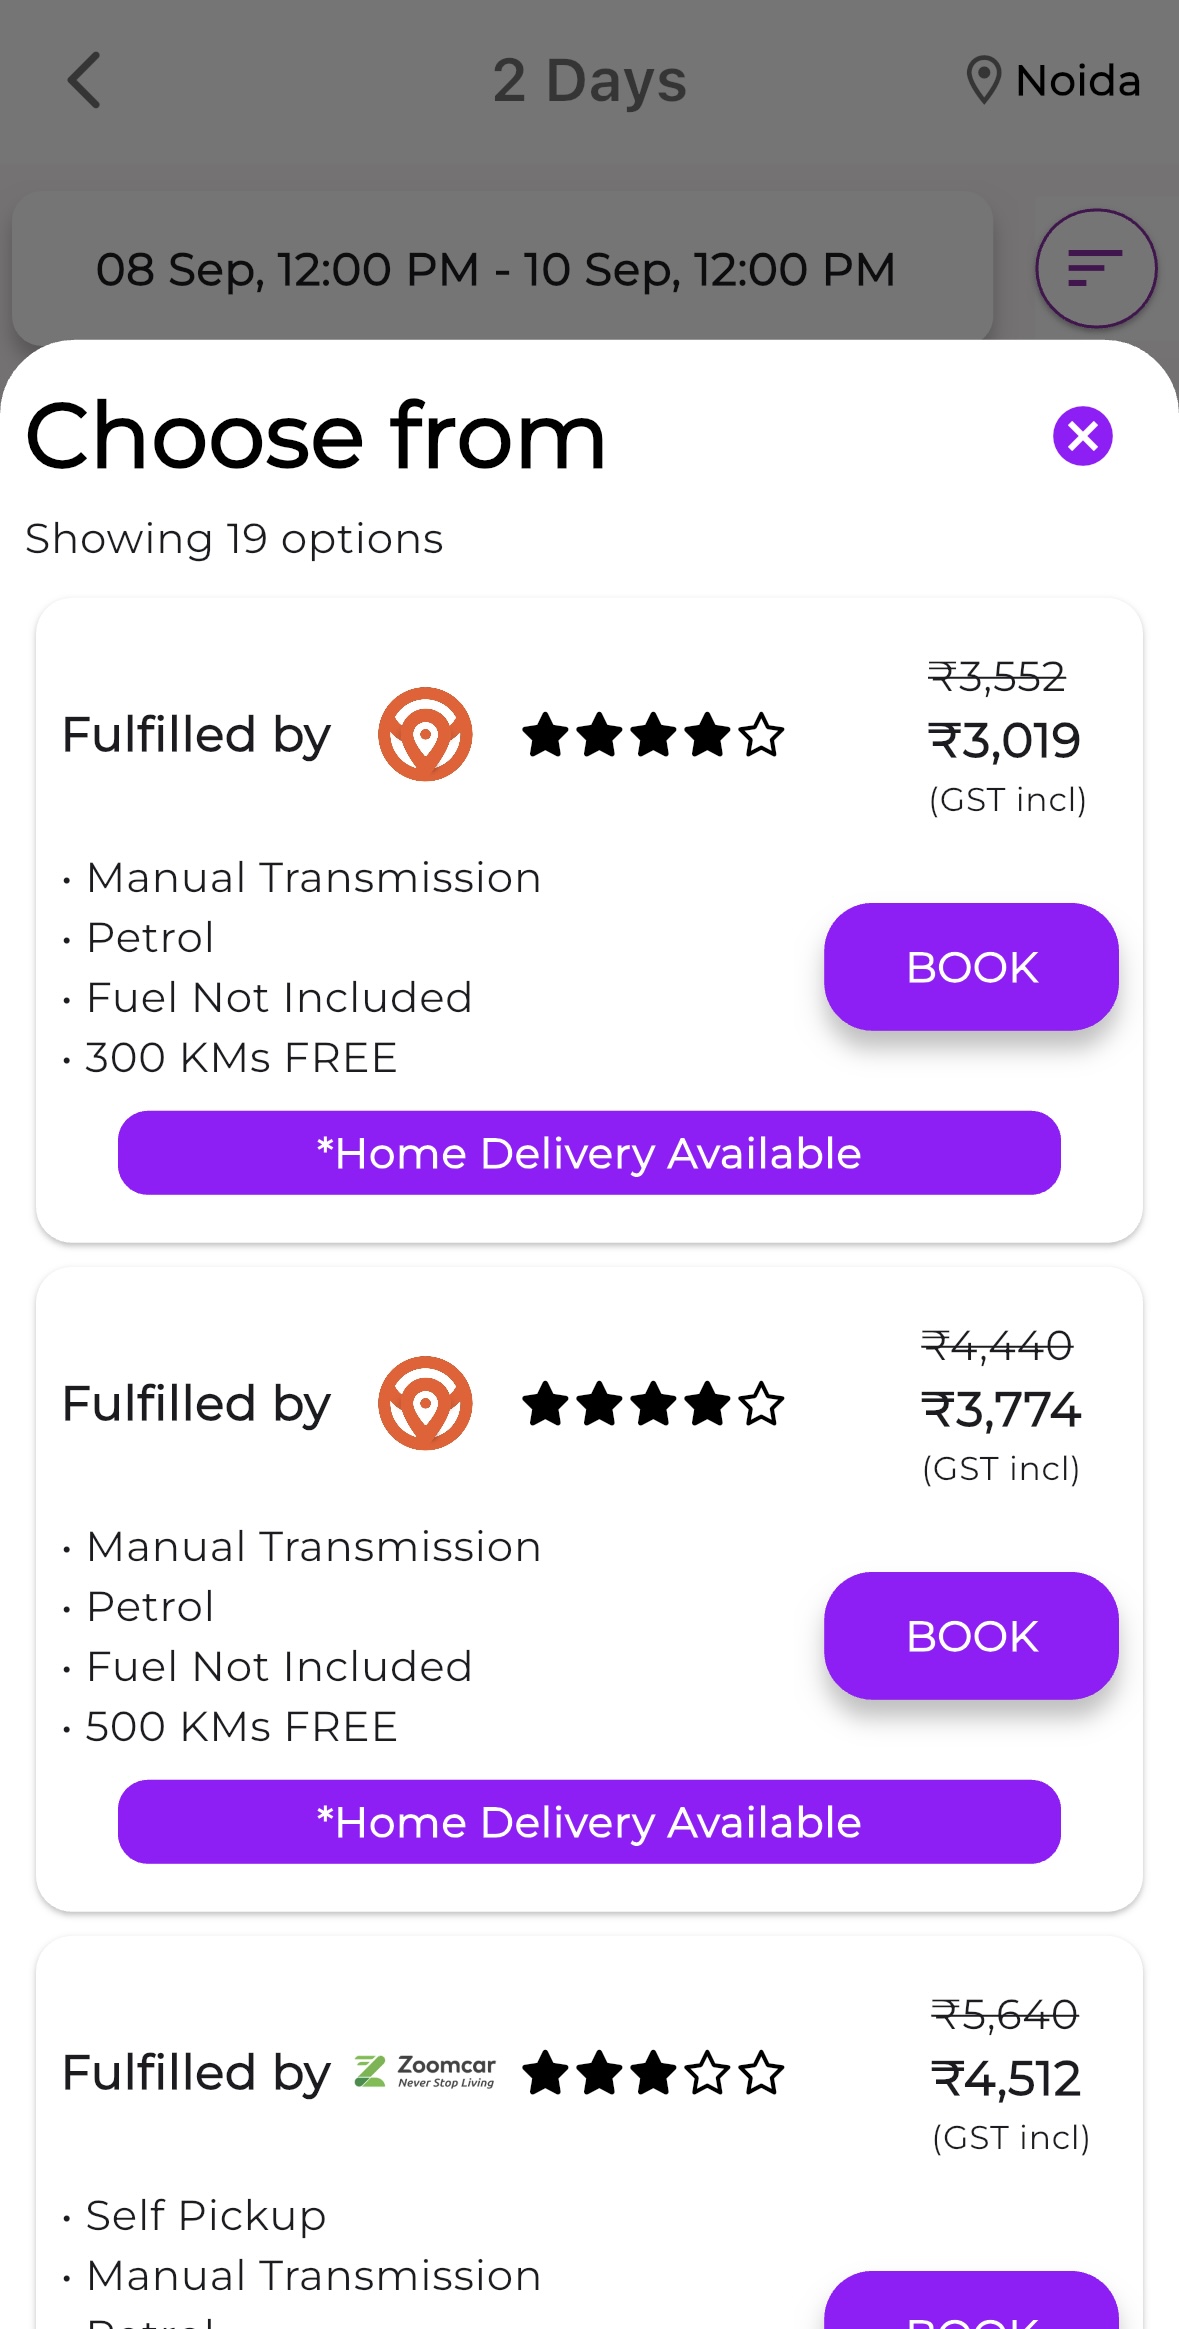 2 Days
Noida
08 Sep, 12:00 PM - 10 Sep, 12:00 PM
Choose from
Showing 19 options
₹3,552
Fulfilled by
₹3,019
(GST incl)
• Manual Transmission
• Petrol
• Fuel Not Included
• 300 KMs FREE
BOOK
*Home Delivery Available
₹4,440
Fulfilled by
₹3,774
(GST incl)
• Manual Transmission
• Petrol
• Fuel Not Included
• 500 KMs FREE
BOOK
*Home Delivery Available
₹5,640
Fulfilled by
Zoomcar
Never Stop Living
₹4,512
(GST incl)
• Self Pickup
• Manual Transmission
Petrol
BOOK